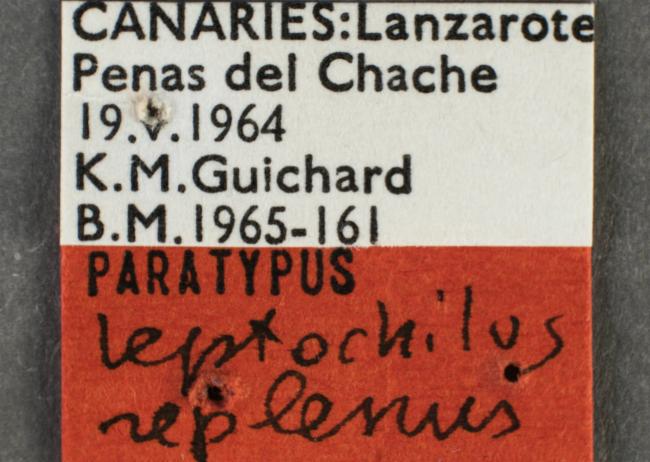 CANARIES:Lanzarote
Penas del Chache
19.v.1964
K.M.Guichard
B.M.1965-161
PARATYPUS
leptochilus
replenus